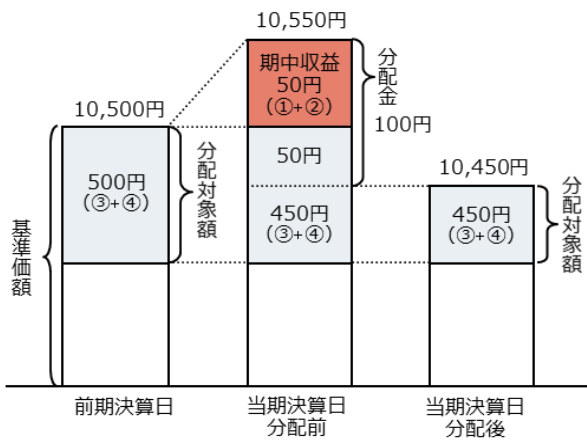 10,550円
期中収益
50円
(①+②)
分配金
100円
10,500円
500円
(③+④)
分配対象額
基準価額
50円
450円
(③+④)
10,450円
450円
(③+④)
分配対象額
前期決算日
当期決算日
分配前
当期決算日
分配後